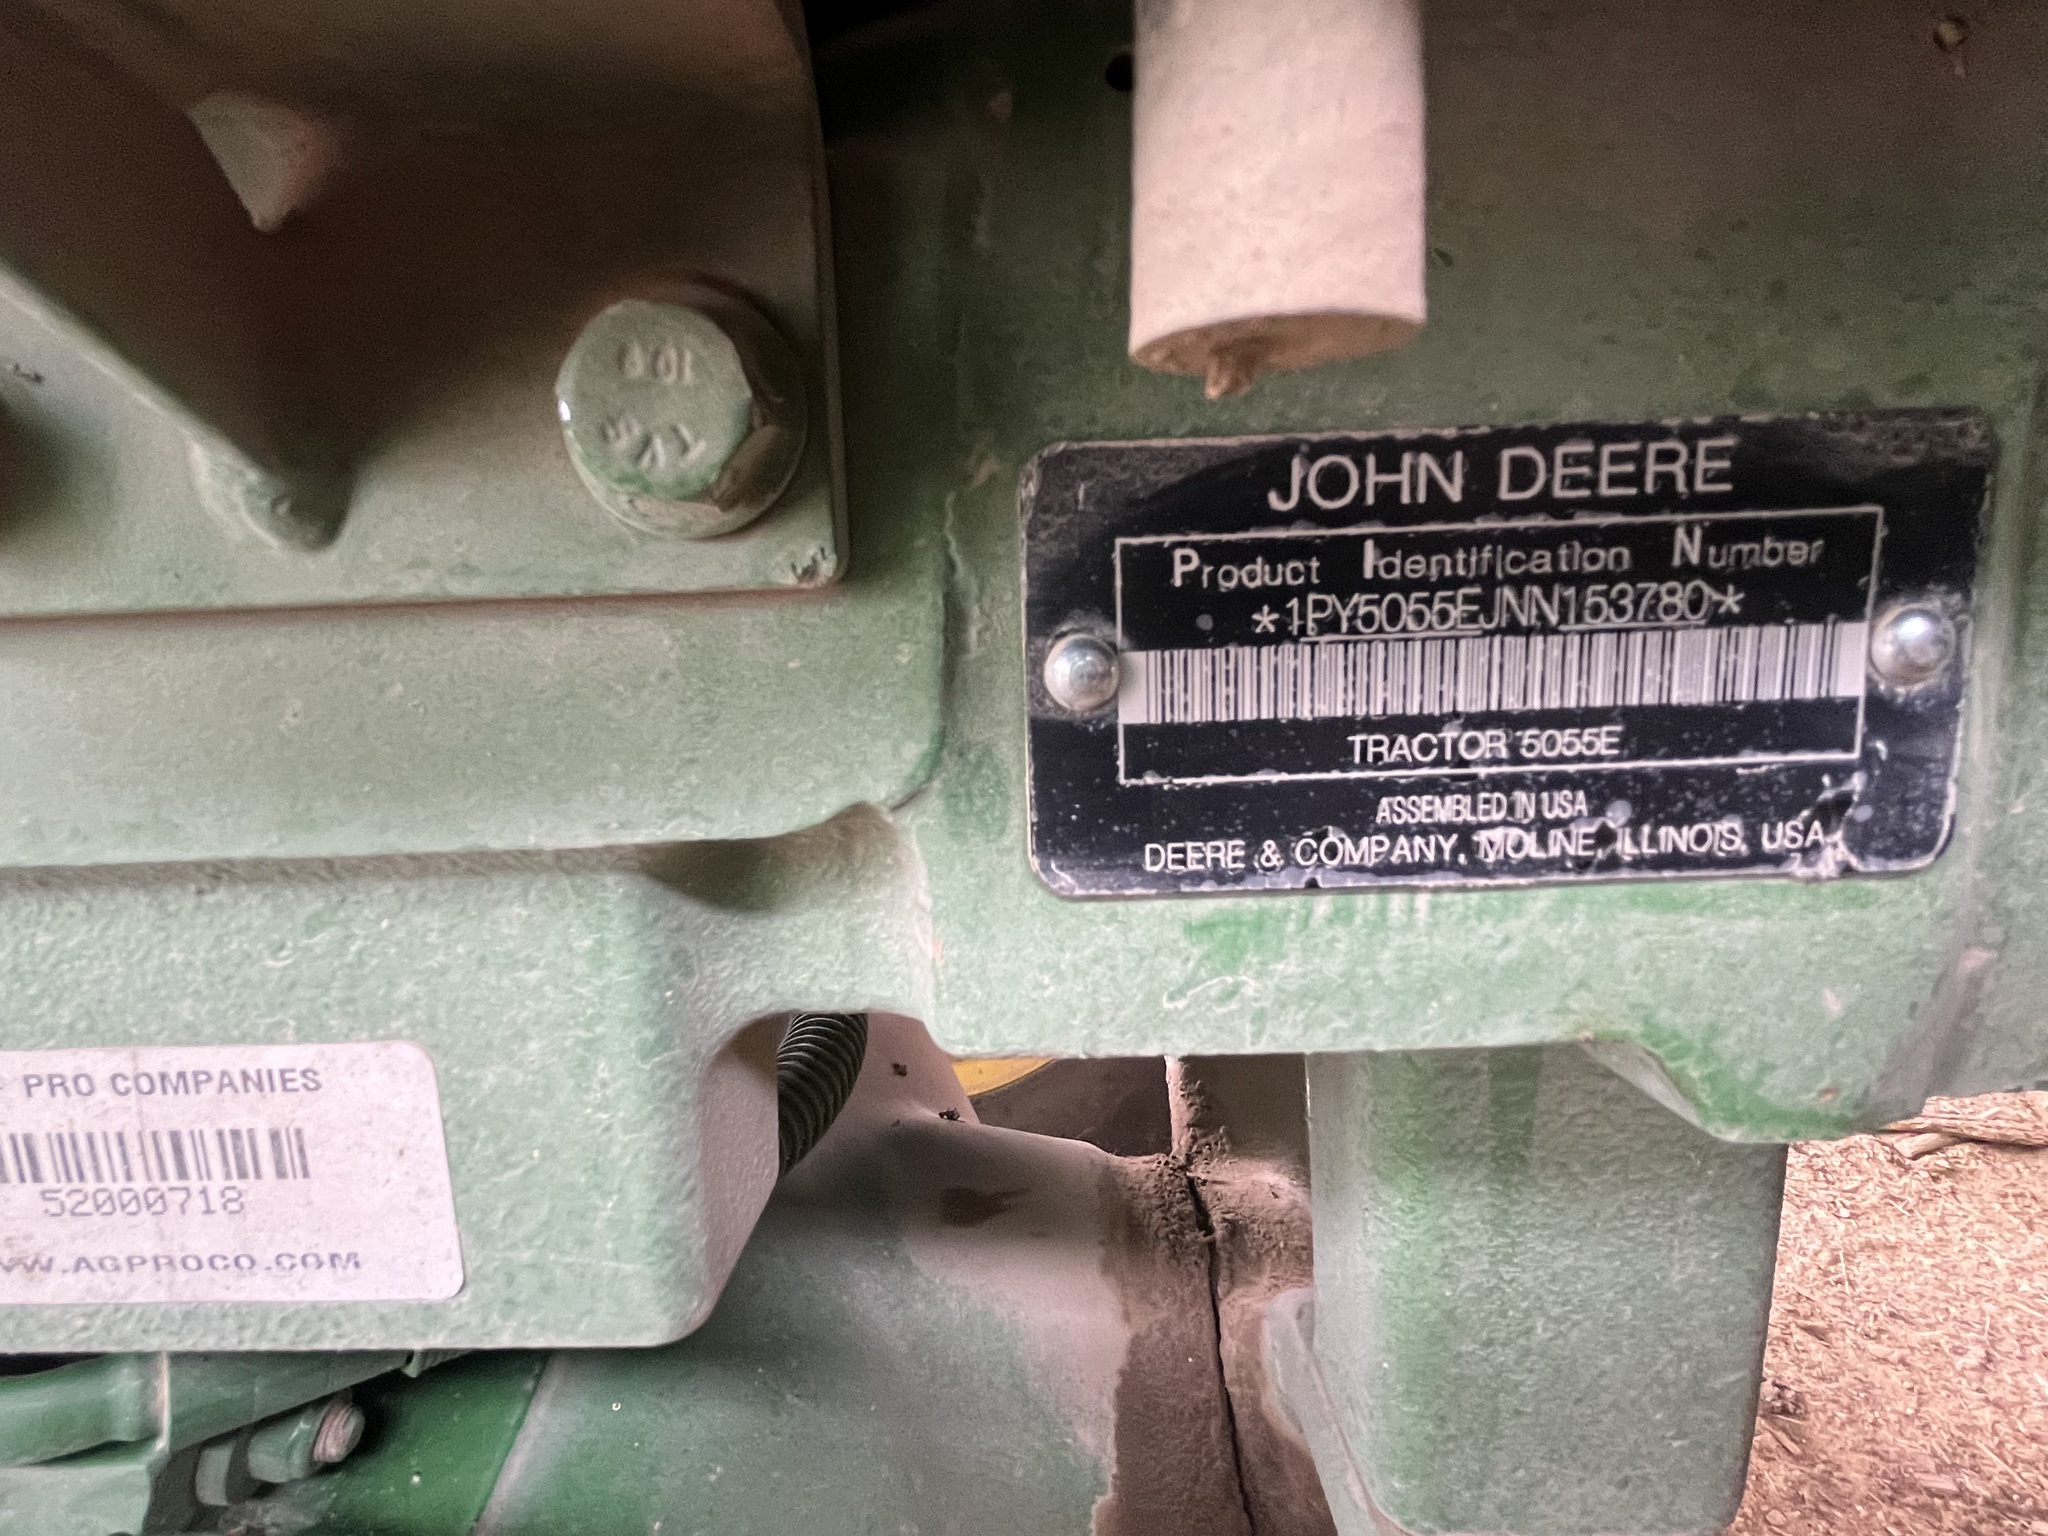 JOHN DEERE
Product Identification Number
*1PY5055EJNN153780*
TRACTOR 5055E
ASSEMBLED IN USA
DEERE & COMPANY, MOLINE, ILLINOIS, USA
PRO COMPANIES
52000718
W.AGPROCO.COM